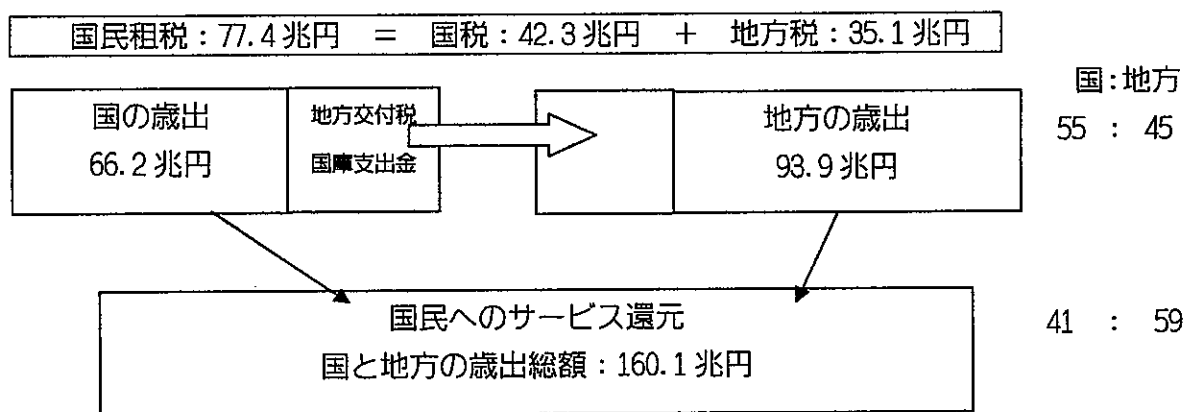 国民租税：77.4兆円　＝　国税：42.3兆円　＋　地方税：35.1兆円
国:地方
国の歳出
66.2兆円
地方交付税
国庫支出金
地方の歳出
93.9兆円
55 : 45
国民へのサービス還元
国と地方の歳出総額：160.1兆円
41 : 59